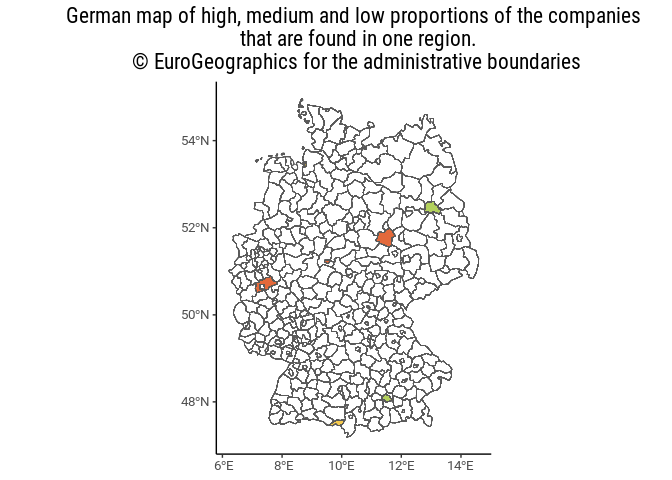 German map of high, medium and low proportions of the companies
that are found in one region.
© EuroGeographics for the administrative boundaries
54°N
52°N
50°N
48°N
6°E 8°E 10°E 12°E 14°E